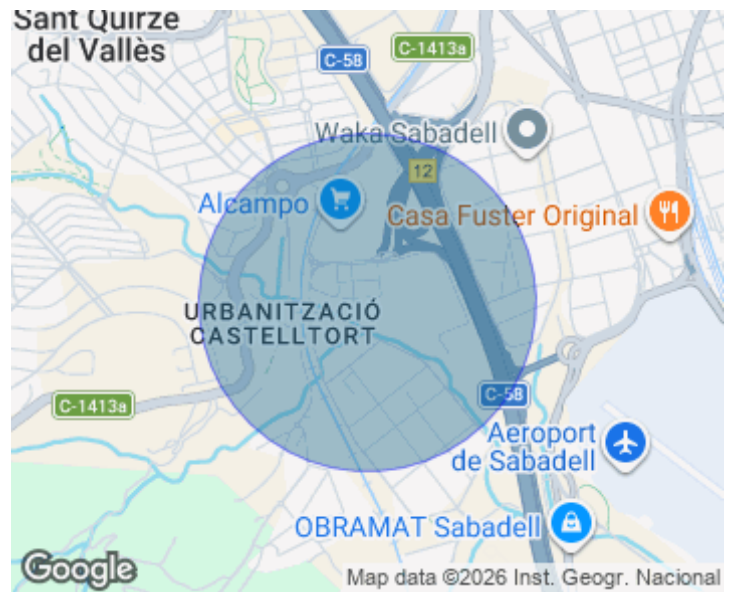 Sant Quirze
del Vallès
C-58
C-1413a
Waka Sabadell
12
Alcampo
Casa Fuster Original
URBANITZACIÓ
CASTELLTORT
C-1413a
C-58
Aeroport
de Sabadell
OBRAMAT Sabadell
Google
Map data ©2026 Inst. Geogr. Nacional